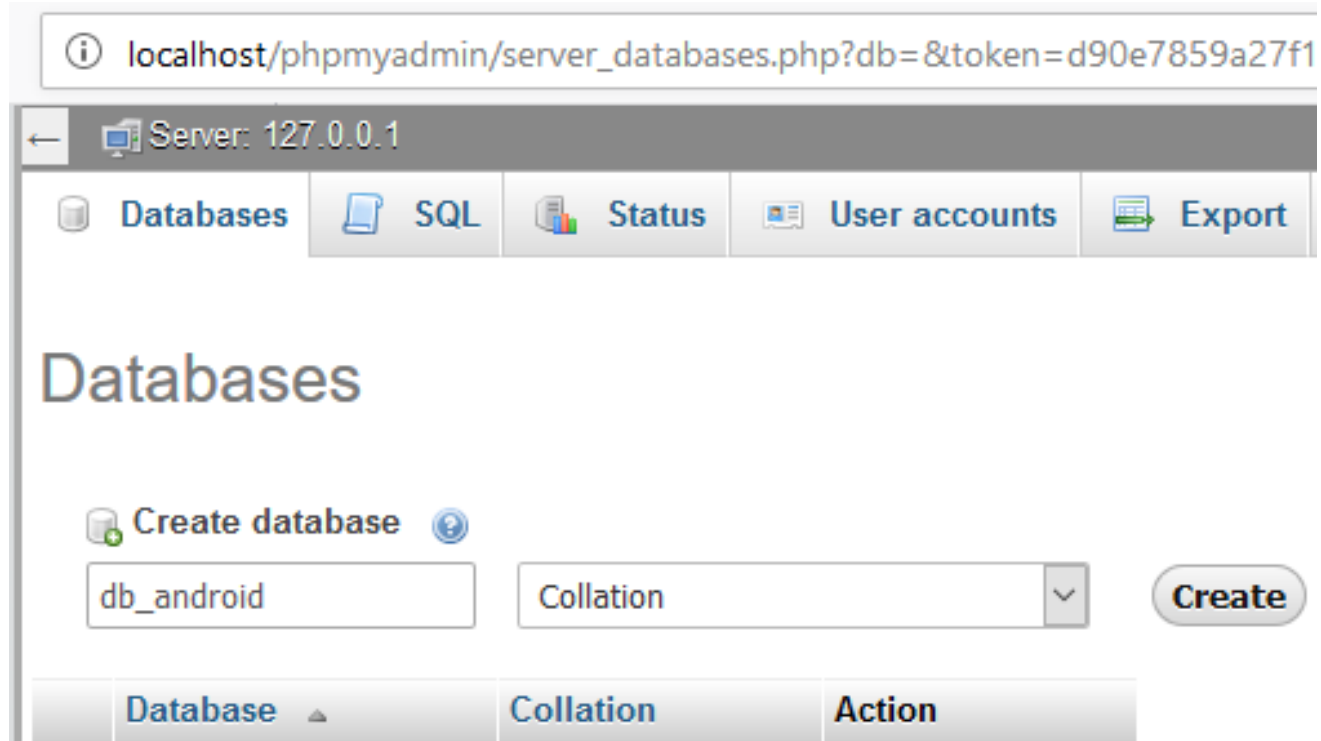 localhost/phpmyadmin/server_databases.php?db=&token=d90e7859a27f1
Server: 127.0.0.1
Databases SQL Status User accounts Export
Databases
Create database
db_android Collation Create
Database Collation Action